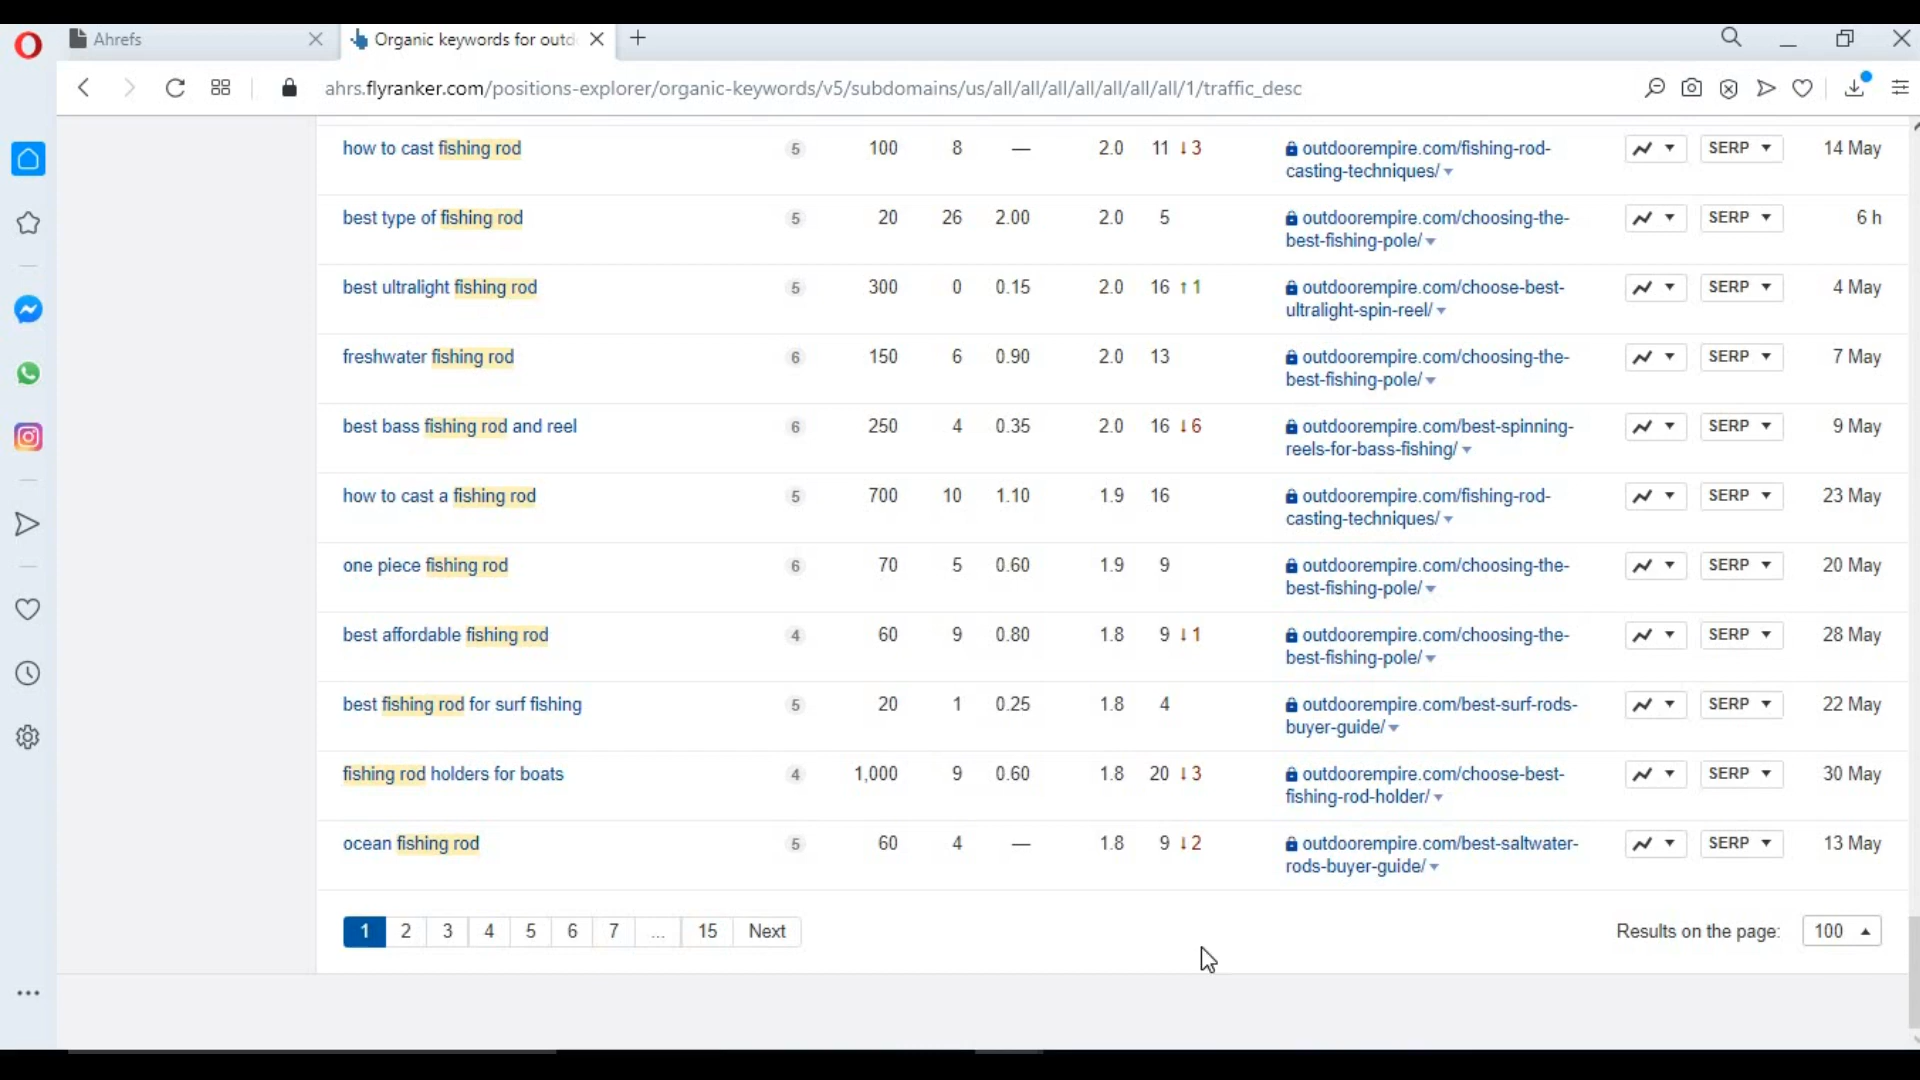 Ahrefs
Organic keywords for outd
ahrs.flyranker.com/positions-explorer/organic-keywords/v5/subdomains/us/all/all/all/all/all/all/all/1/traffic_desc
how to cast fishing rod 5 100 8 — 2.0 11 ↓3 outdoorempire.com/fishing-rod- SERP 14 May
casting-techniques/
best type of fishing rod 5 20 26 2.00 2.0 5 outdoorempire.com/choosing-the- SERP 6 h
best-fishing-pole/
best ultralight fishing rod 5 300 0 0.15 2.0 16 ↑1 outdoorempire.com/choose-best- SERP 4 May
ultralight-spin-reel/
freshwater fishing rod 6 150 6 0.90 2.0 13 outdoorempire.com/choosing-the- SERP 7 May
best-fishing-pole/
best bass fishing rod and reel 6 250 4 0.35 2.0 16 ↓6 outdoorempire.com/best-spinning- SERP 9 May
reels-for-bass-fishing/
how to cast a fishing rod 5 700 10 1.10 1.9 16 outdoorempire.com/fishing-rod- SERP 23 May
casting-techniques/
one piece fishing rod 6 70 5 0.60 1.9 9 outdoorempire.com/choosing-the- SERP 20 May
best-fishing-pole/
best affordable fishing rod 4 60 9 0.80 1.8 9 ↓1 outdoorempire.com/choosing-the- SERP 28 May
best-fishing-pole/
best fishing rod for surf fishing 5 20 1 0.25 1.8 4 outdoorempire.com/best-surf-rods- SERP 22 May
buyer-guide/
fishing rod holders for boats 4 1,000 9 0.60 1.8 20 ↓3 outdoorempire.com/choose-best- SERP 30 May
fishing-rod-holder/
ocean fishing rod 5 60 4 — 1.8 9 ↓2 outdoorempire.com/best-saltwater- SERP 13 May
rods-buyer-guide/
1 2 3 4 5 6 7 ... 15 Next Results on the page: 100